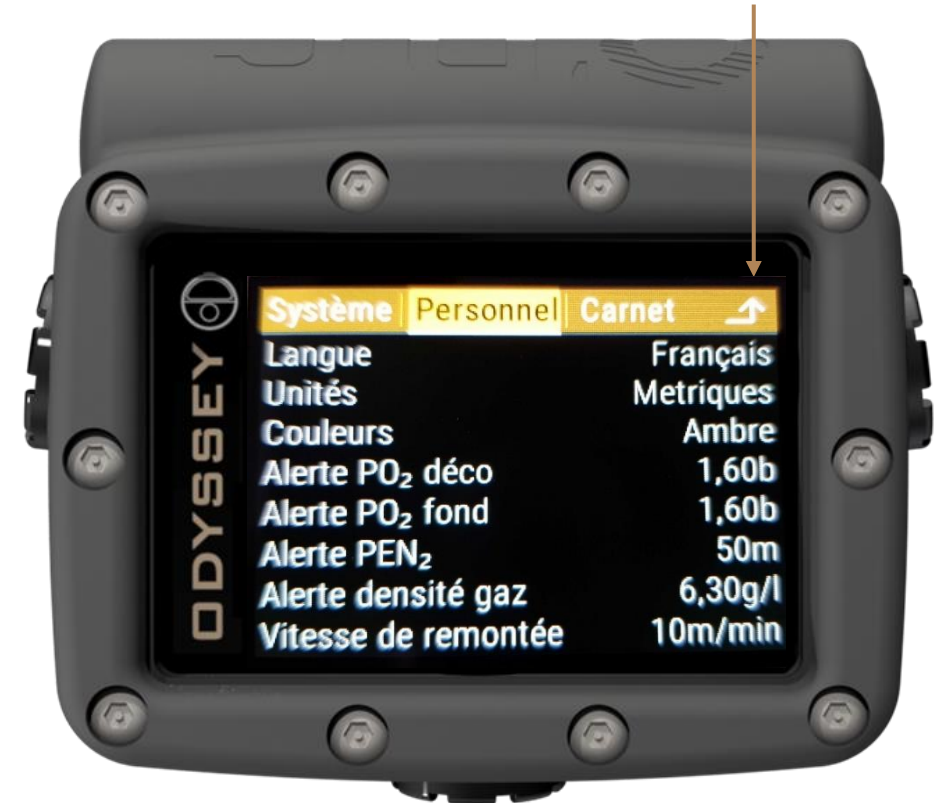 ODYSSEY
Système Personnel Carnet
Langue Français
Unités Metriques
Couleurs Ambre
Alerte PO₂ déco 1,60b
Alerte PO₂ fond 1,60b
Alerte PEN₂ 50m
Alerte densité gaz 6,30g/l
Vitesse de remontée 10m/min